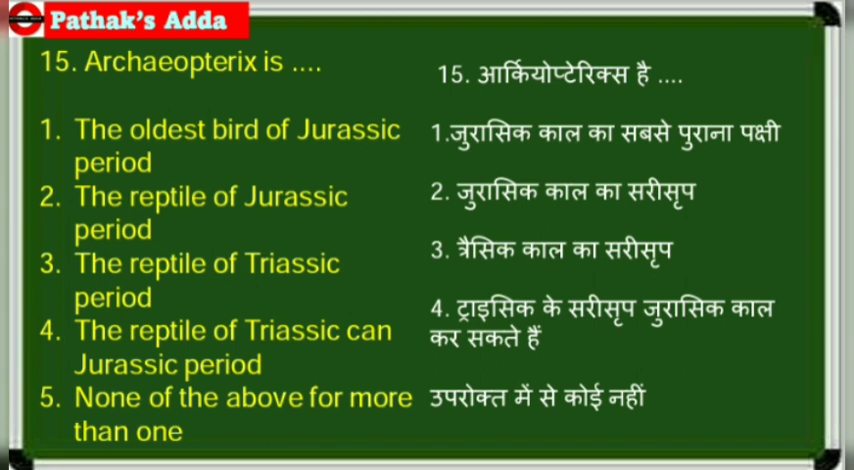 Pathak's Adda
15. Archaeopterix is ....
1. The oldest bird of Jurassic
period
2. The reptile of Jurassic
period
3. The reptile of Triassic
period
4. The reptile of Triassic can
Jurassic period
5. None of the above for more
than one
15. आर्कियोप्टेरिक्स है ....
1.जुरासिक काल का सबसे पुराना पक्षी
2. जुरासिक काल का सरीसृप
3. त्रैसिक काल का सरीसृप
4. ट्राइसिक के सरीसृप जुरासिक काल
कर सकते हैं
उपरोक्त में से कोई नहीं